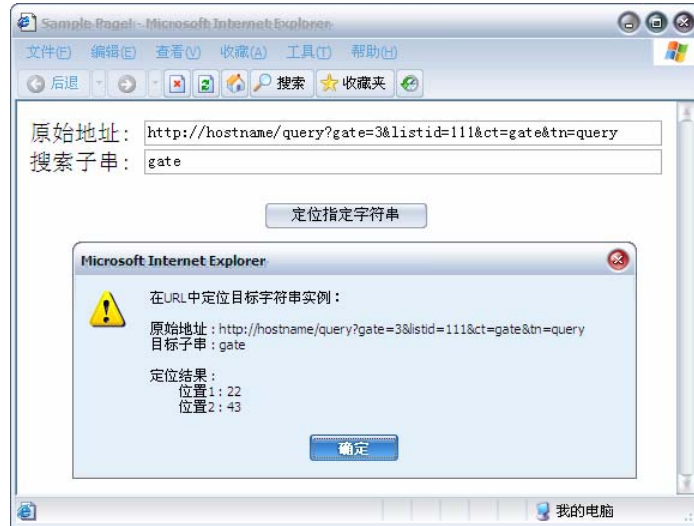 Sample Page! - Microsoft Internet Explorer
文件(F) 编辑(E) 查看(V) 收藏(A) 工具(T) 帮助(H)
后退 搜索 收藏夹
原始地址: http://hostname/query?gate=3&listid=111&ct=gate&tn=query
搜索子串: gate
定位指定字符串
Microsoft Internet Explorer
在URL中定位目标字符串实例：
原始地址 : http://hostname/query?gate=3&listid=111&ct=gate&tn=query
目标子串 : gate
定位结果 :
位置1 : 22
位置2 : 43
确定
我的电脑